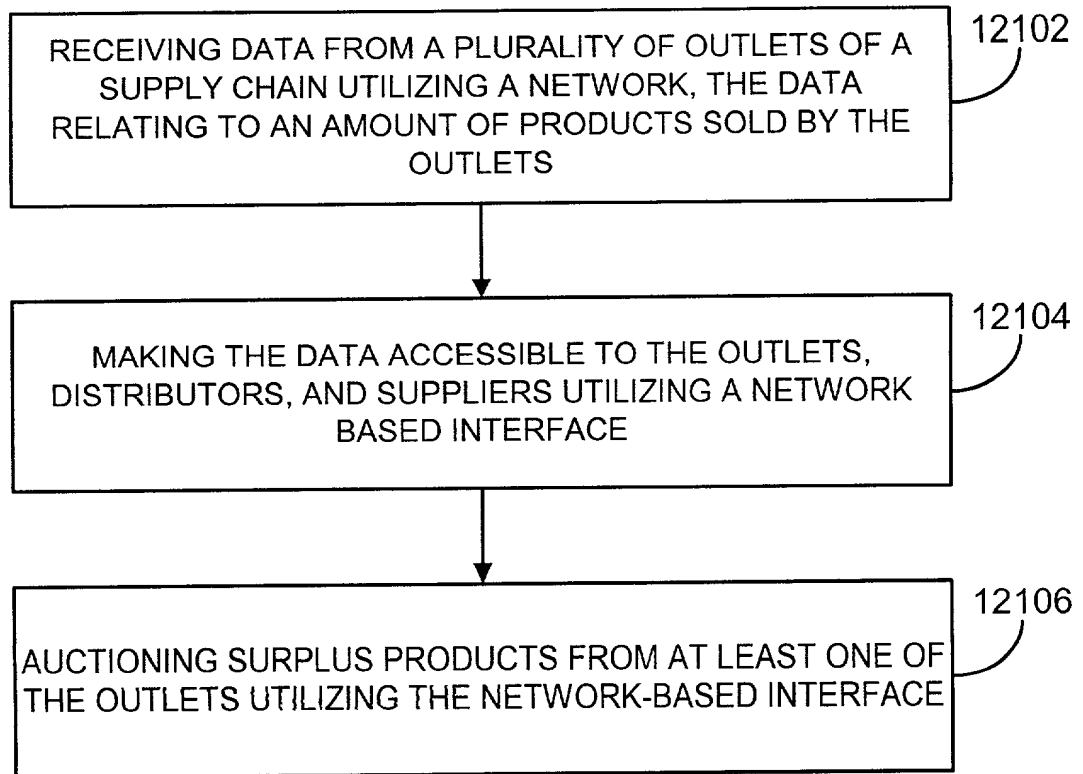 12102
RECEIVING DATA FROM A PLURALITY OF OUTLETS OF A
SUPPLY CHAIN UTILIZING A NETWORK, THE DATA
RELATING TO AN AMOUNT OF PRODUCTS SOLD BY THE
OUTLETS
12104
MAKING THE DATA ACCESSIBLE TO THE OUTLETS,
DISTRIBUTORS, AND SUPPLIERS UTILIZING A NETWORK
BASED INTERFACE
12106
AUCTIONING SURPLUS PRODUCTS FROM AT LEAST ONE OF
THE OUTLETS UTILIZING THE NETWORK-BASED INTERFACE